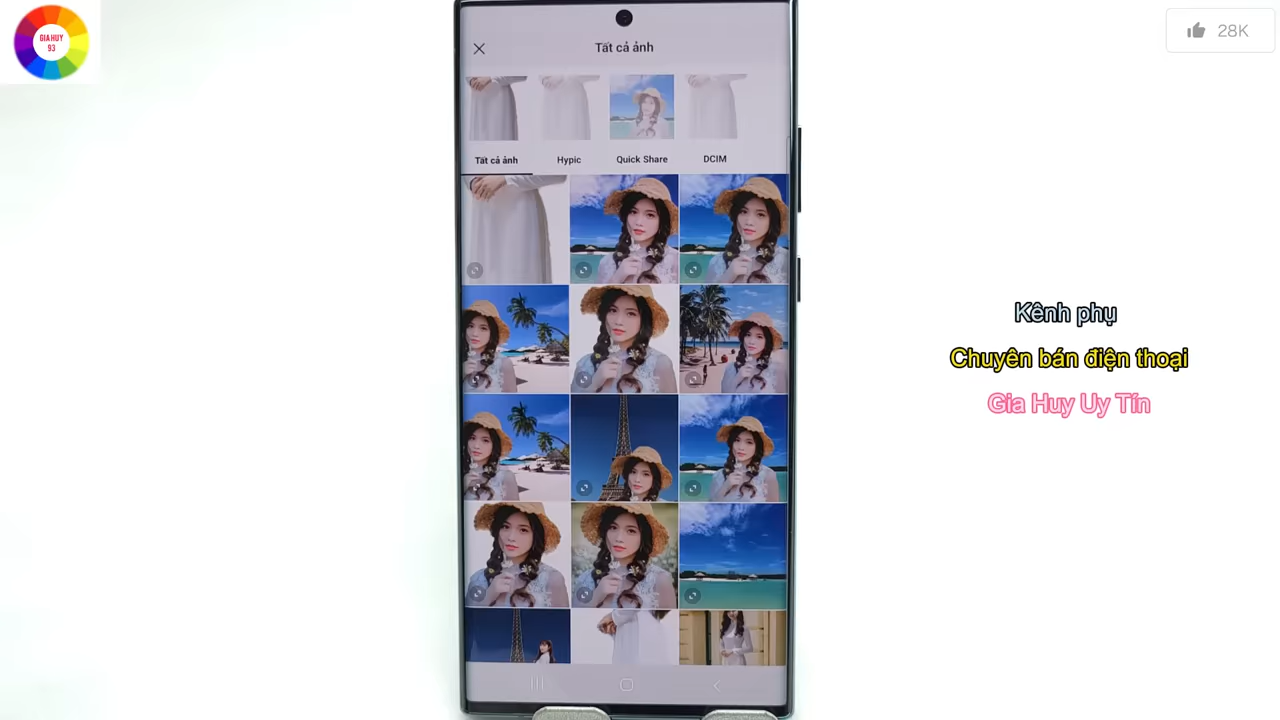 GIA HUY
93
28K
Tất cả ảnh
Tất cả ảnh
Hypic
Quick Share
DCIM
Kênh phụ
Chuyên bán điện thoại
Gia Huy Uy Tín